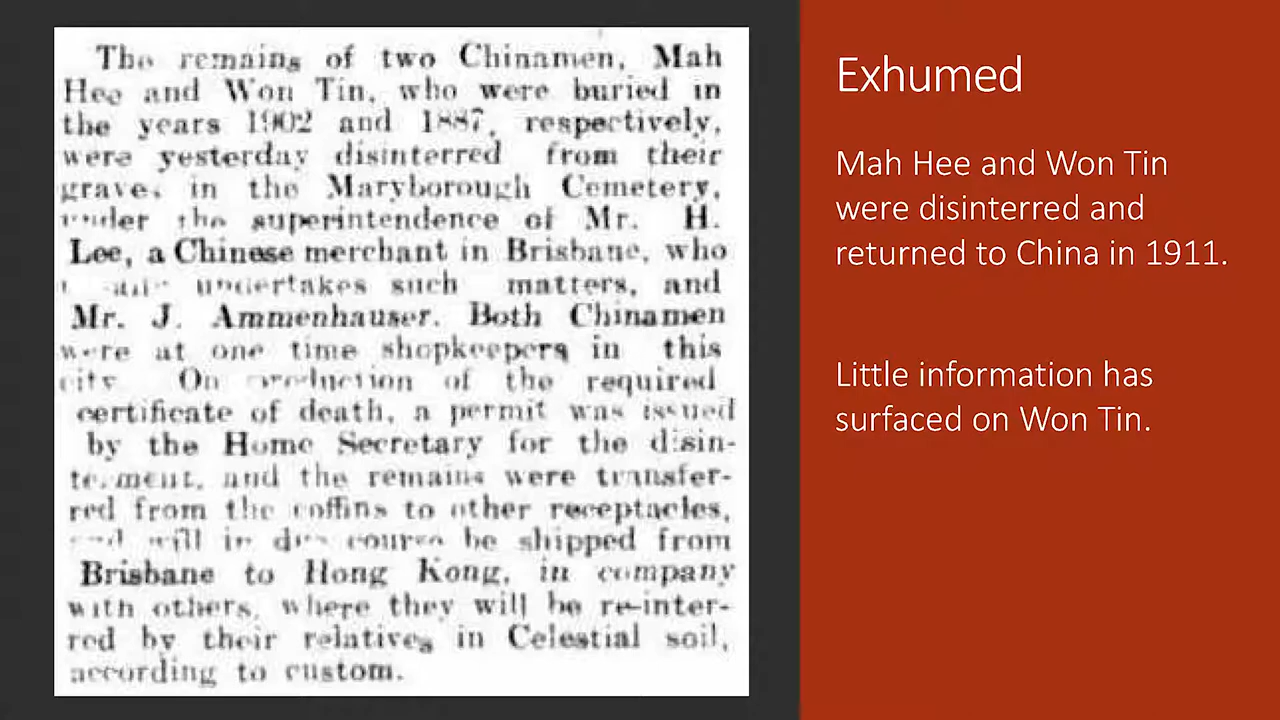 The remains of two Chinamen, Mah
Hee and Won Tin, who were buried in
the years 1902 and 1887, respectively,
were yesterday disinterred from their
graves in the Maryborough Cemetery,
under the superintendence of Mr. H.
Lee, a Chinese merchant in Brisbane, who
undertakes such matters, and
Mr. J. Ammenhauser. Both Chinamen
were at one time shopkeepers in this
city. On production of the required
certificate of death, a permit was issued
by the Home Secretary for the disin-
terment, and the remains were transfer-
red from the coffins to other receptacles,
and will in due course be shipped from
Brisbane to Hong Kong, in company
with others, where they will be re-inter-
red by their relatives in Celestial soil,
according to custom.
Exhumed
Mah Hee and Won Tin
were disinterred and
returned to China in 1911.
Little information has
surfaced on Won Tin.